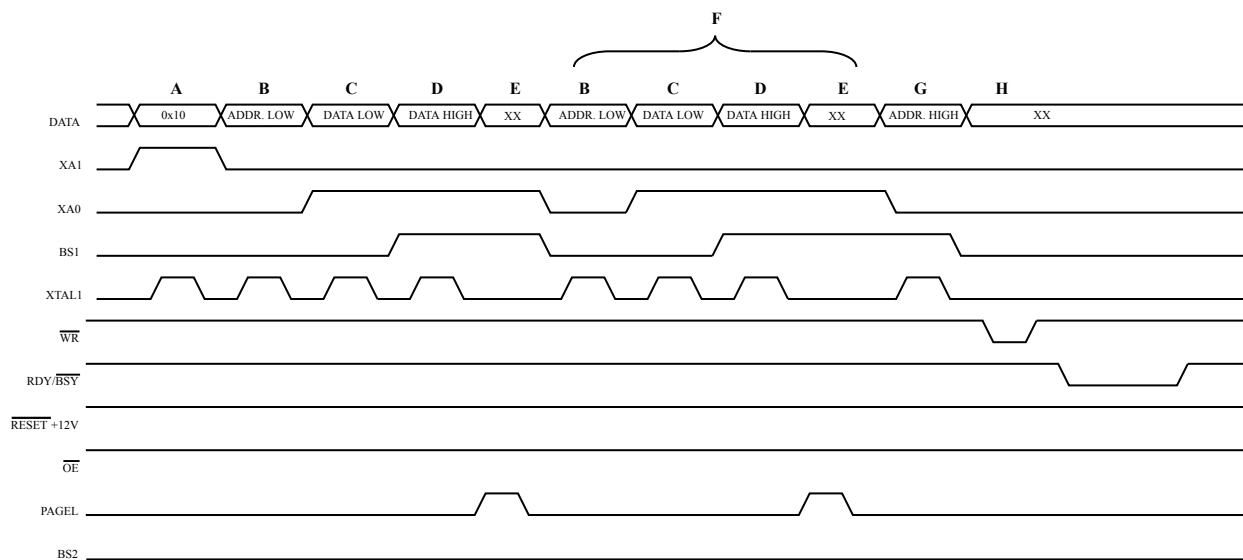 F
A B C D E B C D E G H
DATA 0x10 ADDR. LOW DATA LOW DATA HIGH XX ADDR. LOW DATA LOW DATA HIGH XX ADDR. HIGH XX
XA1
XA0
BS1
XTAL1
WR
RDY/BSY
RESET +12V
OE
PAGEL
BS2